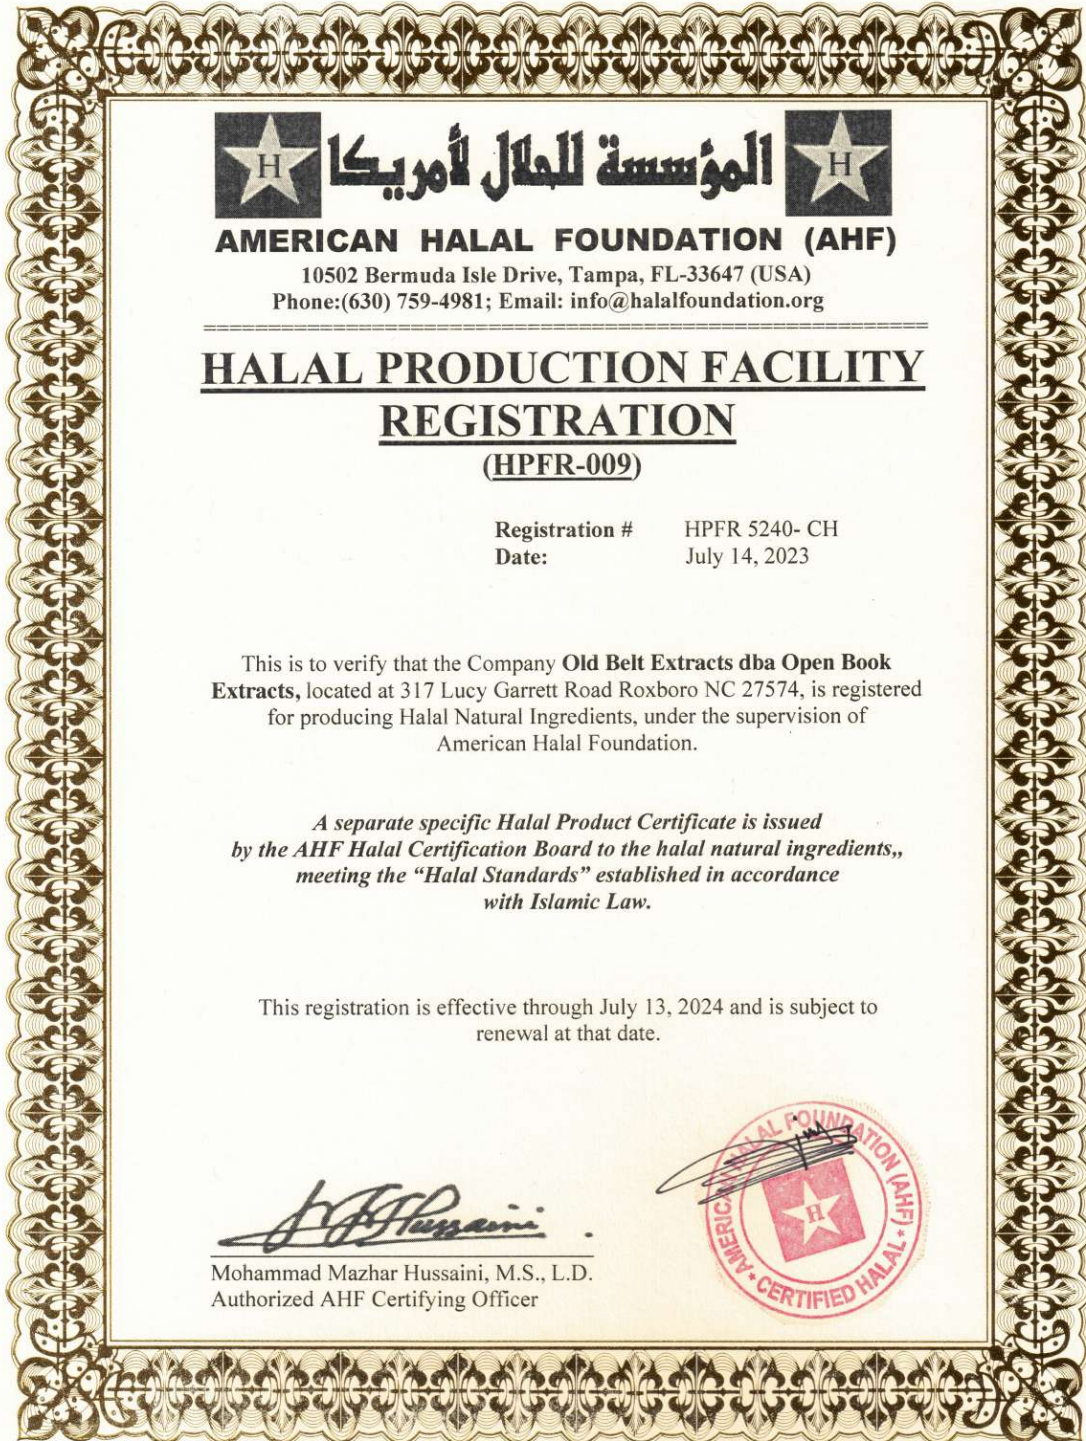 H المؤسسة للحلال لأمريكا H
AMERICAN HALAL FOUNDATION (AHF)
10502 Bermuda Isle Drive, Tampa, FL-33647 (USA)
Phone:(630) 759-4981; Email: info@halalfoundation.org
HALAL PRODUCTION FACILITY
REGISTRATION
(HPFR-009)
Registration # HPFR 5240- CH
Date: July 14, 2023
This is to verify that the Company Old Belt Extracts dba Open Book
Extracts, located at 317 Lucy Garrett Road Roxboro NC 27574, is registered
for producing Halal Natural Ingredients, under the supervision of
American Halal Foundation.
A separate specific Halal Product Certificate is issued
by the AHF Halal Certification Board to the halal natural ingredients,,
meeting the “Halal Standards” established in accordance
with Islamic Law.
This registration is effective through July 13, 2024 and is subject to
renewal at that date.
Mohammad Mazhar Hussaini, M.S., L.D.
Authorized AHF Certifying Officer
AMERICAN HALAL FOUNDATION (AHF)
H
* CERTIFIED HALAL *